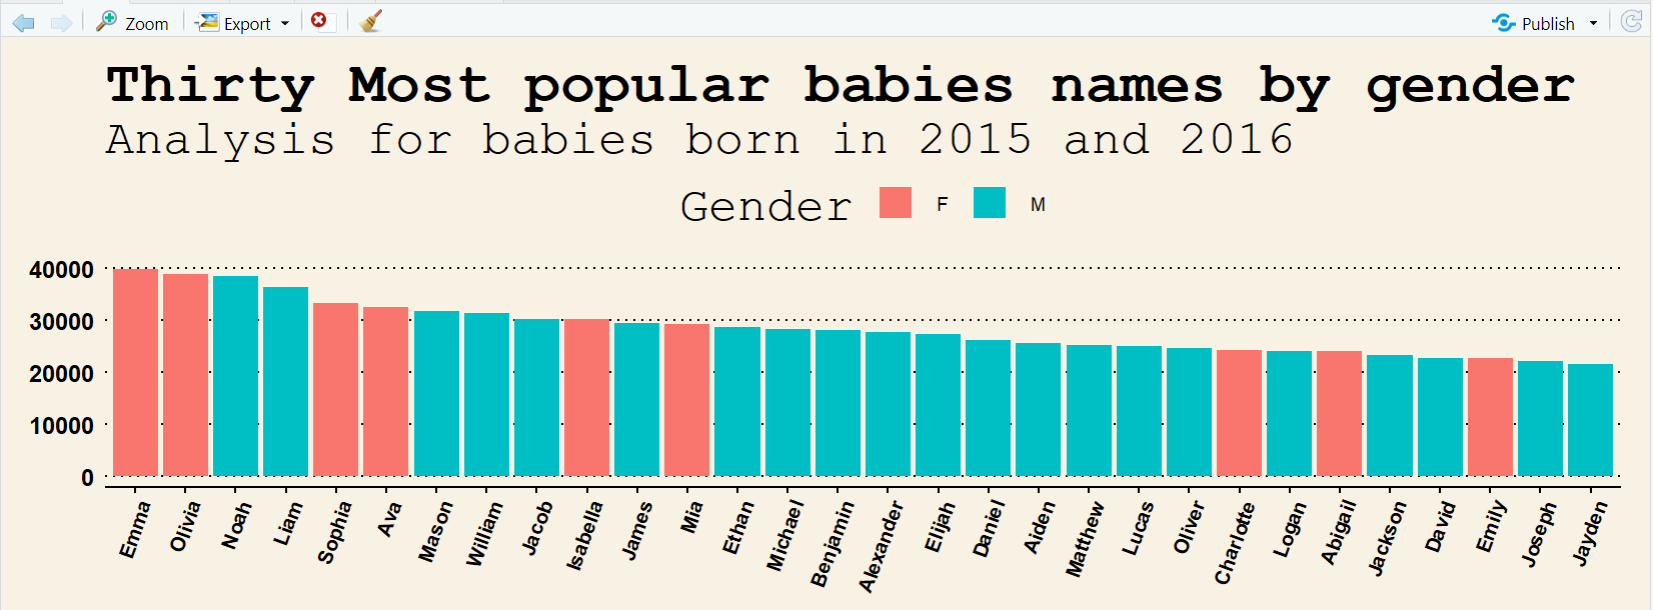 Zoom Export Publish
Thirty Most popular babies names by gender
Analysis for babies born in 2015 and 2016
Gender F M
40000
30000
20000
10000
0
Emma Olivia Noah Liam Sophia Ava Mason William Jacob Isabella James Mia Ethan Michael Benjamin Alexander Elijah Daniel Aiden Matthew Lucas Oliver Charlotte Logan Abigail Jackson David Emily Joseph Jayden